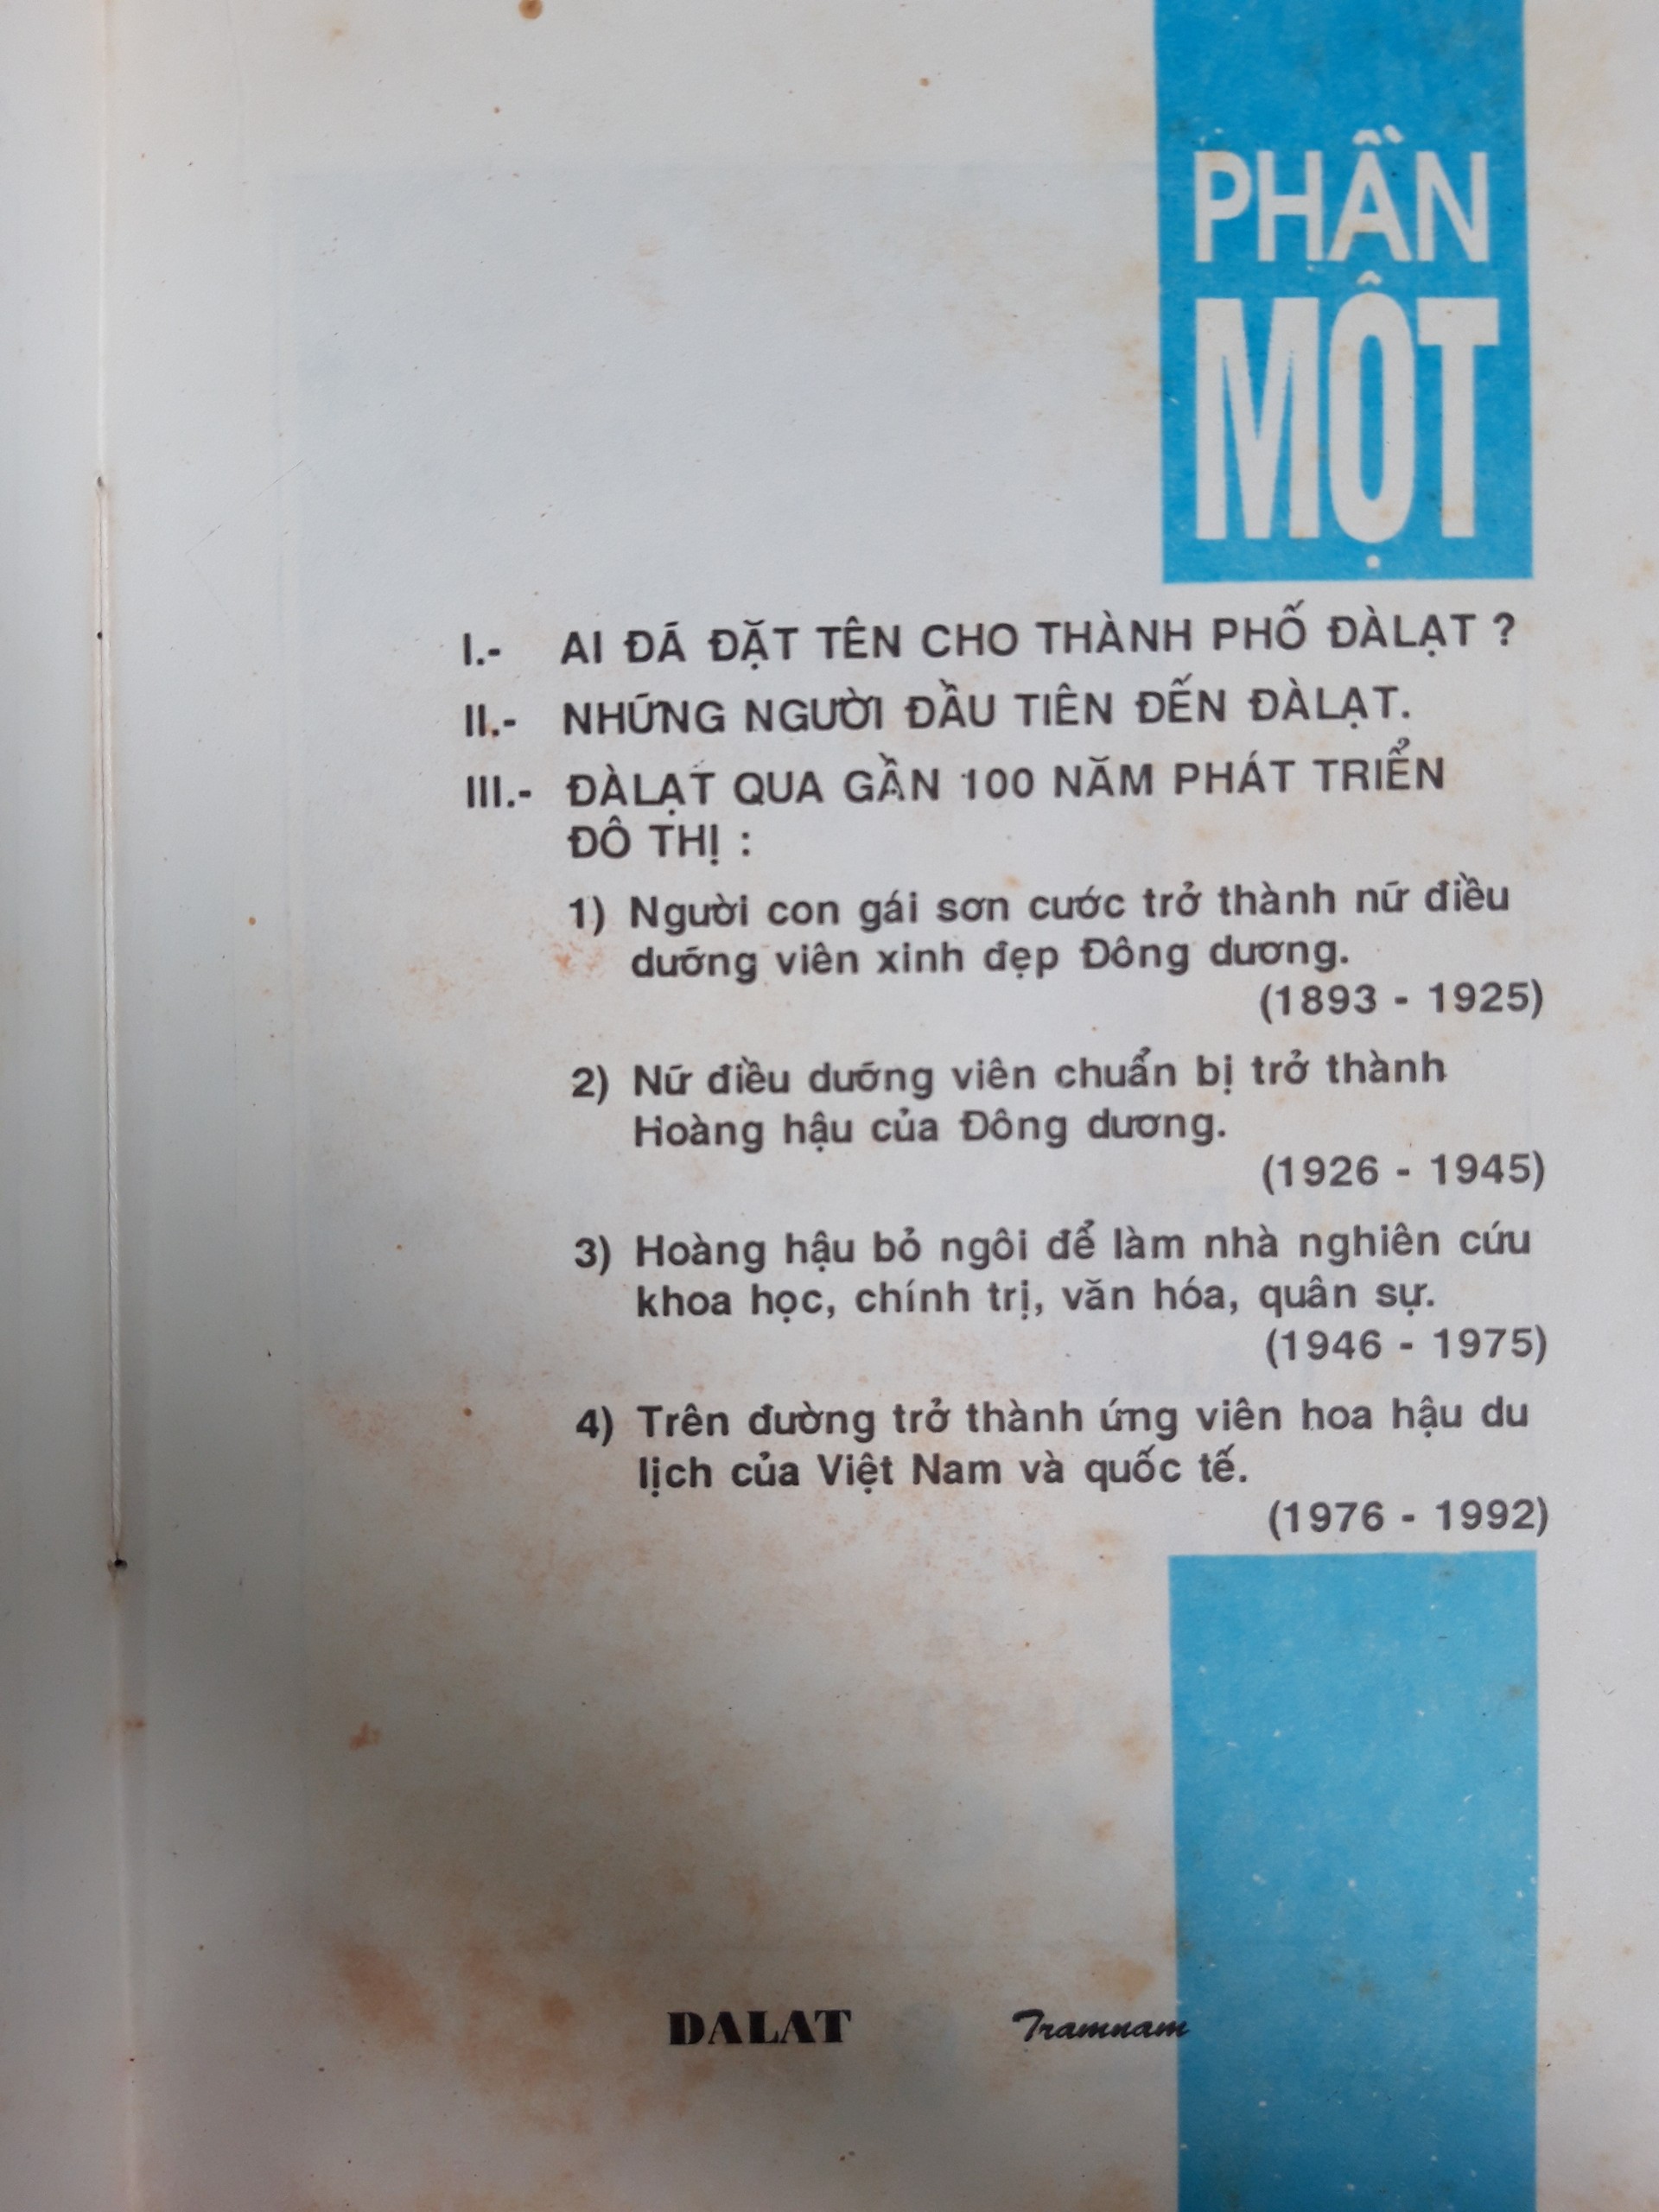 PHẦN
MỘT
I.- AI ĐÃ ĐẶT TÊN CHO THÀNH PHỐ ĐÀLẠT ?
II.- NHỮNG NGƯỜI ĐẦU TIÊN ĐẾN ĐÀLẠT.
III.- ĐÀLẠT QUA GẦN 100 NĂM PHÁT TRIỂN
ĐÔ THỊ :
1) Người con gái sơn cước trở thành nữ điều
dưỡng viên xinh đẹp Đông dương.
(1893 - 1925)
2) Nữ điều dưỡng viên chuẩn bị trở thành
Hoàng hậu của Đông dương.
(1926 - 1945)
3) Hoàng hậu bỏ ngôi để làm nhà nghiên cứu
khoa học, chính trị, văn hóa, quân sự.
(1946 - 1975)
4) Trên đường trở thành ứng viên hoa hậu du
lịch của Việt Nam và quốc tế.
(1976 - 1992)
DALAT Tramnam